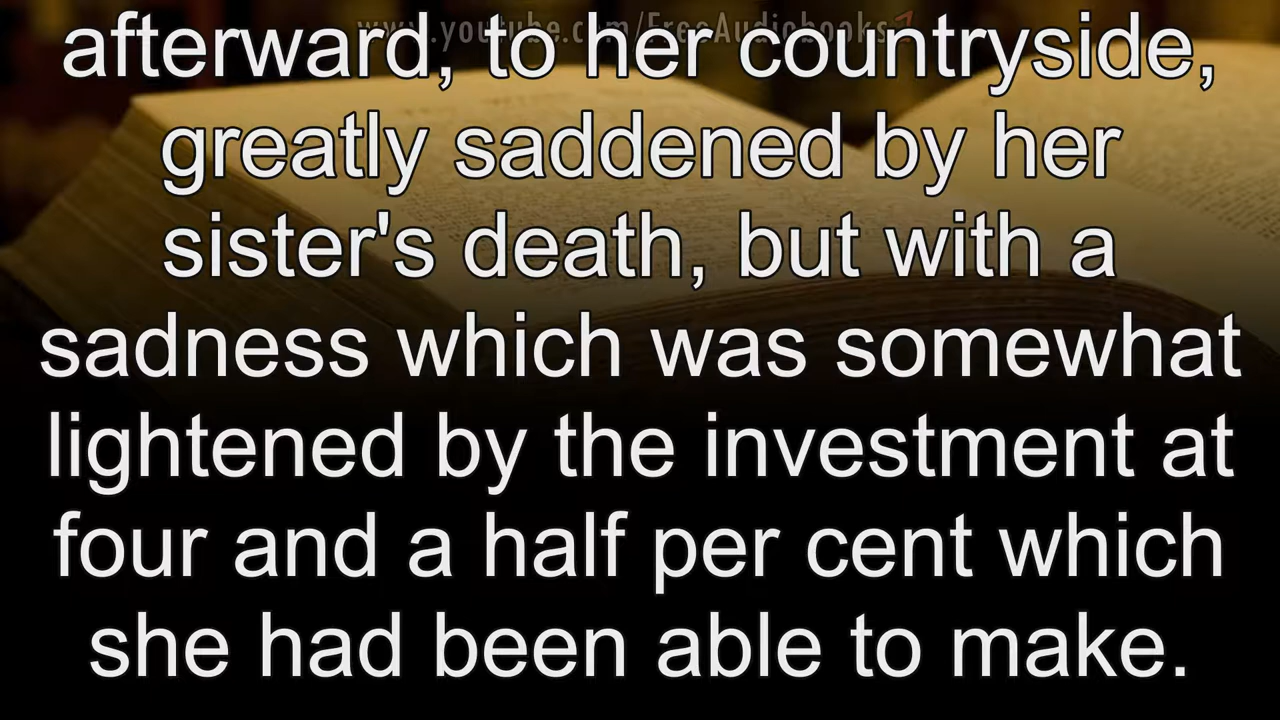 www.youtube.com/FreeAudiobooks
afterward, to her countryside,
greatly saddened by her
sister's death, but with a
sadness which was somewhat
lightened by the investment at
four and a half per cent which
she had been able to make.